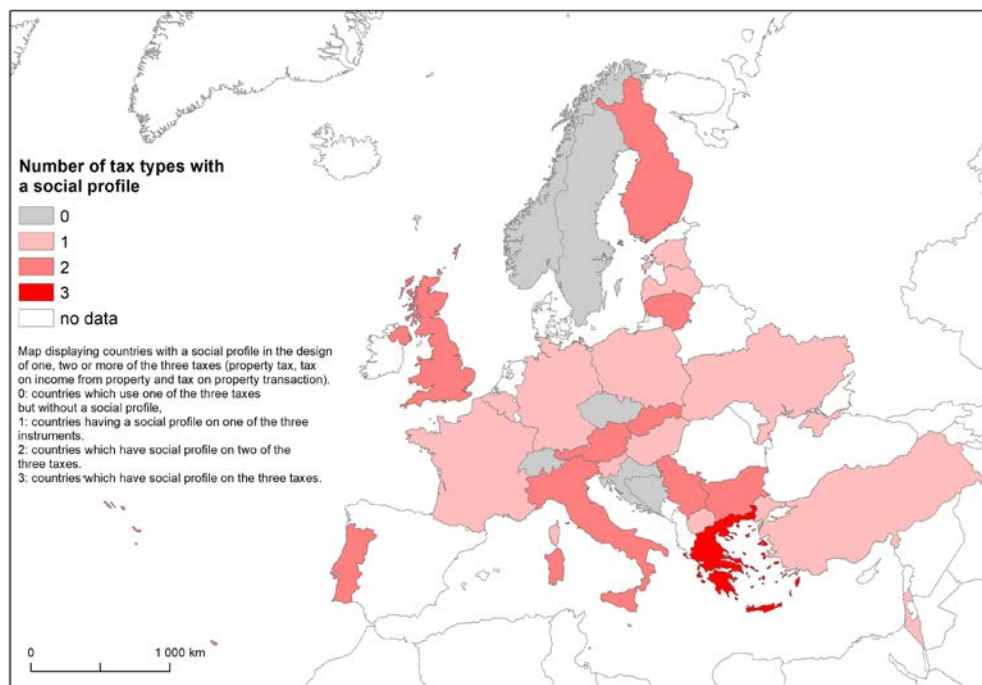 Number of tax types with
a social profile
0
1
2
3
no data
Map displaying countries with a social profile in the design
of one, two or more of the three taxes (property tax, tax
on income from property and tax on property transaction).
0: countries which use one of the three taxes
but without a social profile,
1: countries having a social profile on one of the three
instruments.
2: countries which have social profile on two of the
three taxes.
3: countries which have social profile on the three taxes.
0 1 000 km